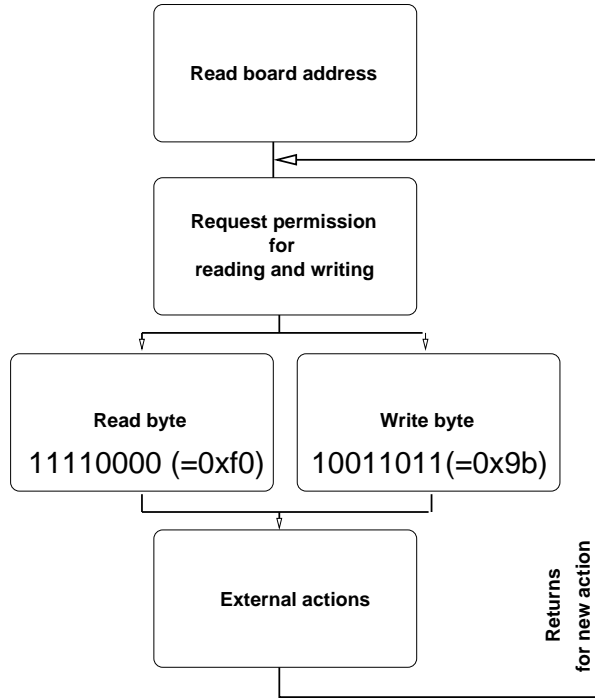 Read board address
Request permission
for
reading and writing
Read byte
11110000 (=0xf0)
Write byte
10011011(=0x9b)
External actions
Returns
for new action